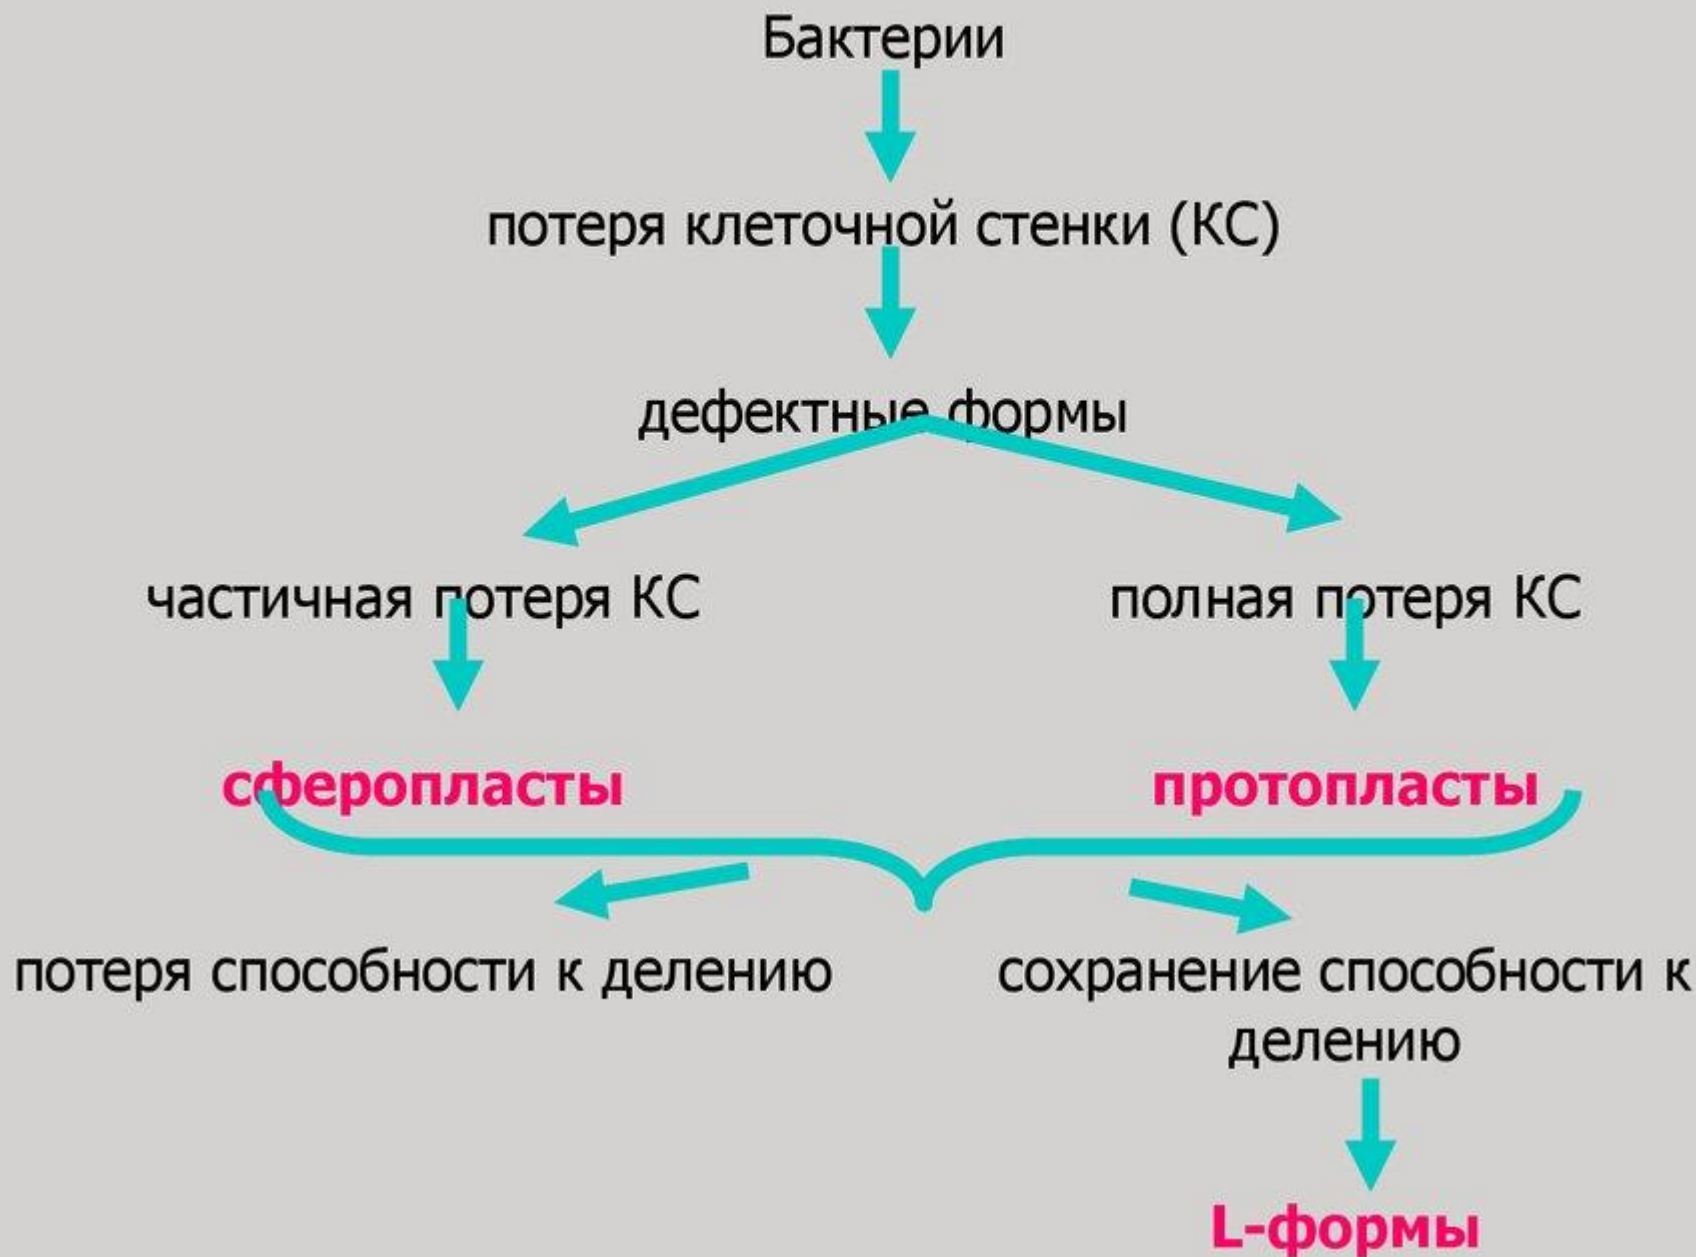 Бактерии
потеря клеточной стенки (КС)
дефектные формы
частичная потеря КС
полная потеря КС
сферопласты
протопласты
потеря способности к делению
сохранение способности к
делению
L-формы